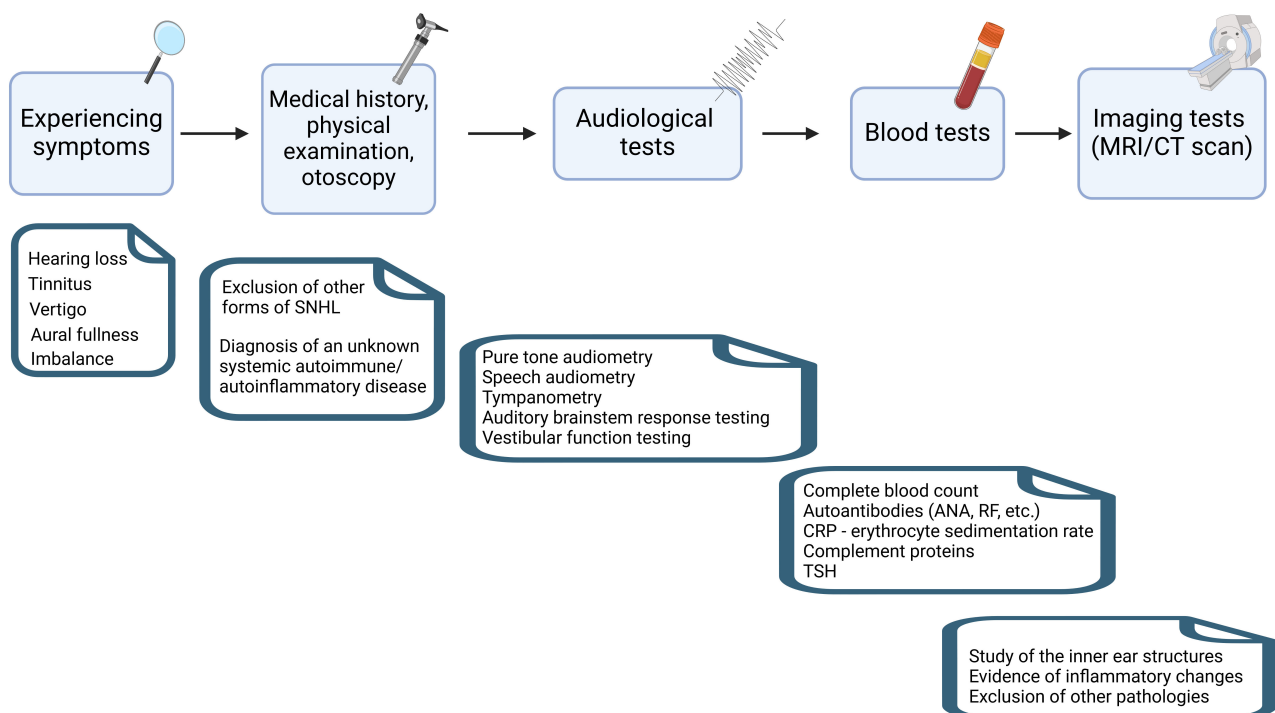 Experiencing
symptoms
Medical history,
physical
examination,
otoscopy
Audiological
tests
Blood tests
Imaging tests
(MRI/CT scan)
Hearing loss
Tinnitus
Vertigo
Aural fullness
Imbalance
Exclusion of other
forms of SNHL
Diagnosis of an unknown
systemic autoimmune/
autoinflammatory disease
Pure tone audiometry
Speech audiometry
Tympanometry
Auditory brainstem response testing
Vestibular function testing
Complete blood count
Autoantibodies (ANA, RF, etc.)
CRP - erythrocyte sedimentation rate
Complement proteins
TSH
Study of the inner ear structures
Evidence of inflammatory changes
Exclusion of other pathologies